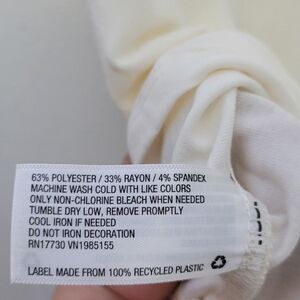 63% POLYESTER / 33% RAYON / 4% SPANDEX
MACHINE WASH COLD WITH LIKE COLORS
ONLY NON-CHLORINE BLEACH WHEN NEEDED
TUMBLE DRY LOW, REMOVE PROMPTLY
COOL IRON IF NEEDED
DO NOT IRON DECORATION
RN17730 VN1985155
LABEL MADE FROM 100% RECYCLED PLASTIC